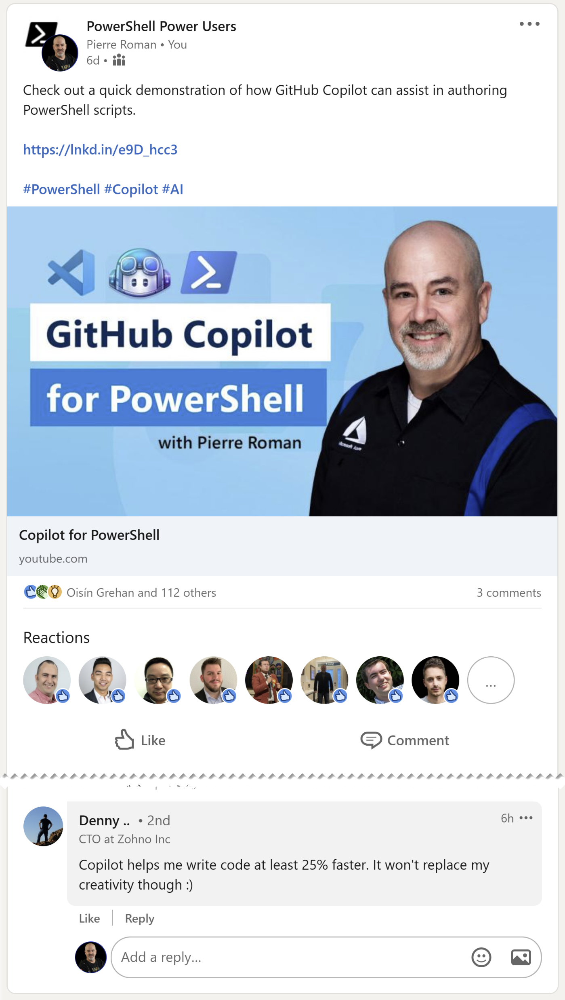 PowerShell Power Users
Pierre Roman • You
6d •
Check out a quick demonstration of how GitHub Copilot can assist in authoring
PowerShell scripts.
https://lnkd.in/e9D_hcc3
#PowerShell #Copilot #AI
GitHub Copilot
for PowerShell
with Pierre Roman
Microsoft Azure
Copilot for PowerShell
youtube.com
Oisín Grehan and 112 others
3 comments
Reactions
...
Like
Comment
Denny .. • 2nd
6h
CTO at Zohno Inc
Copilot helps me write code at least 25% faster. It won't replace my
creativity though :)
Like
Reply
Add a reply...